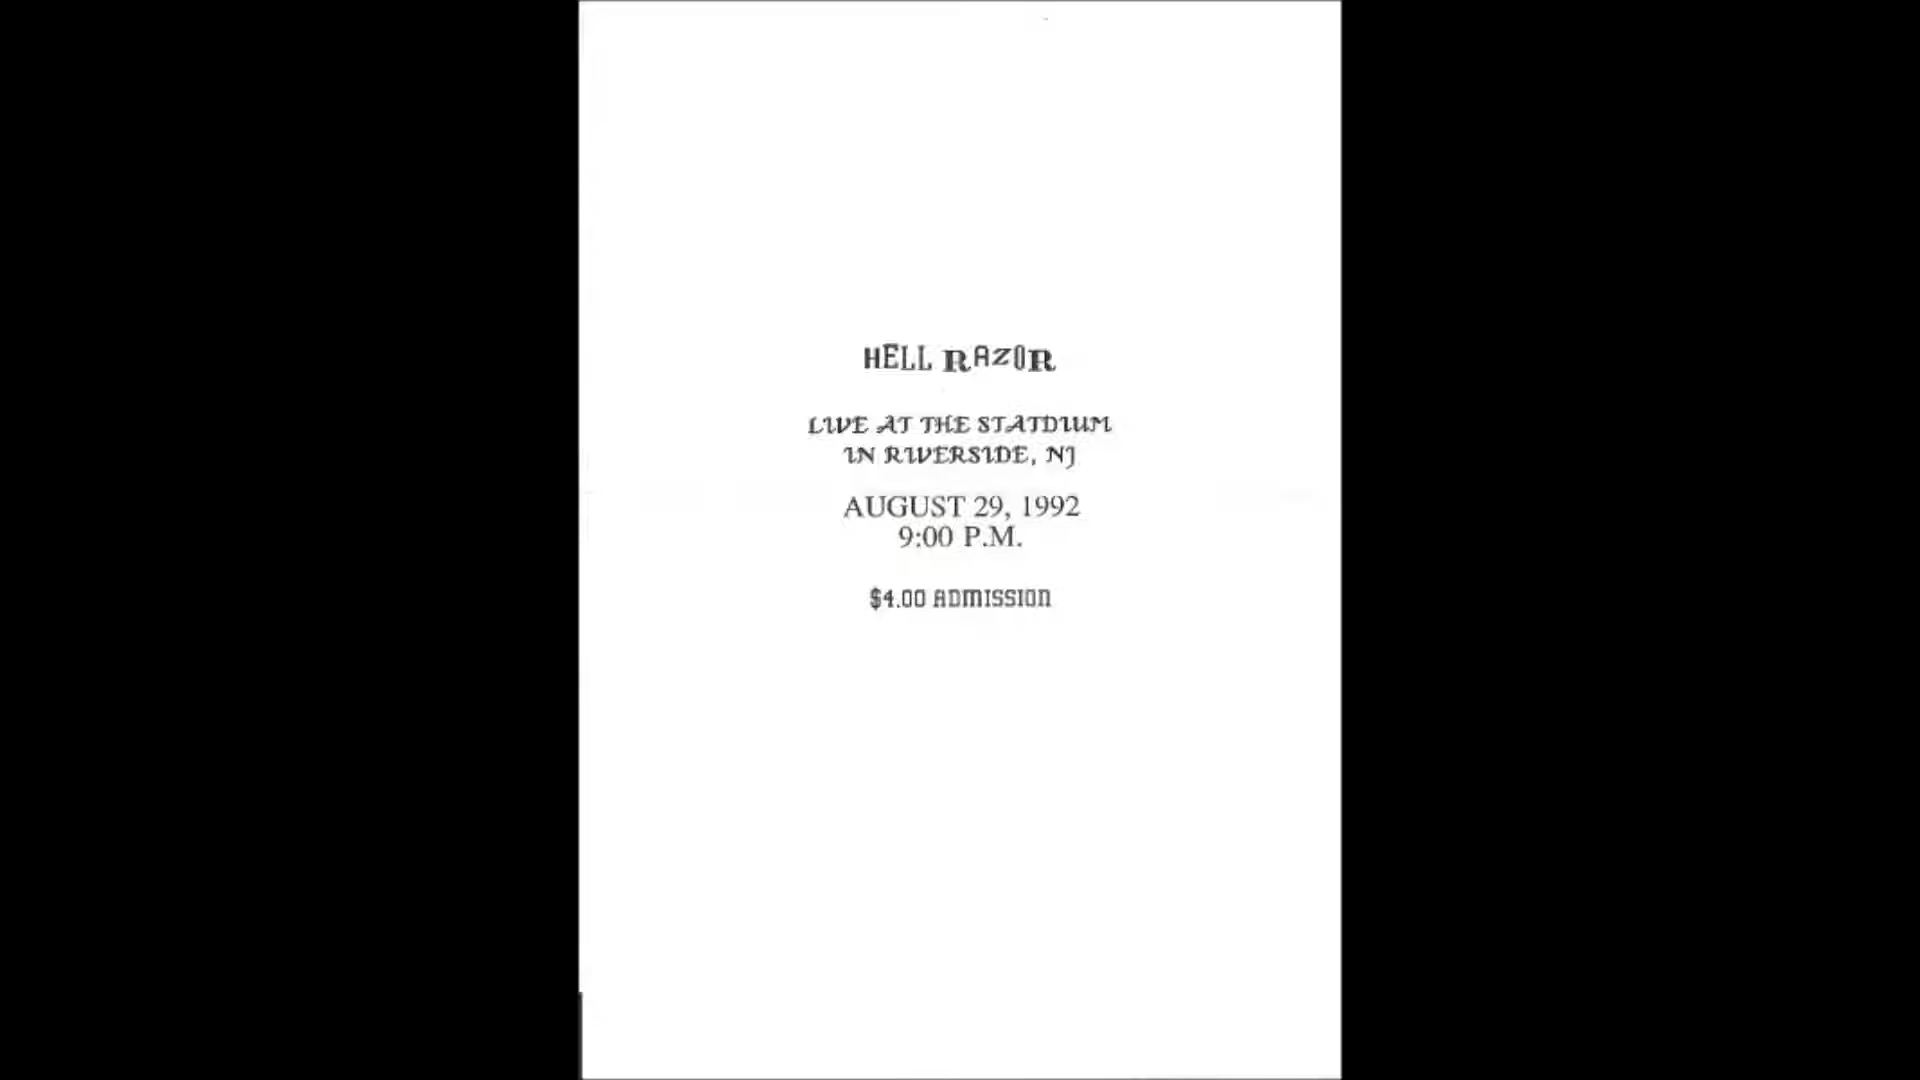 HELL RAZOR
LIVE AT THE STATDIUM
IN RIVERSIDE, NJ
AUGUST 29, 1992
9:00 P.M.
$4.00 ADMISSION